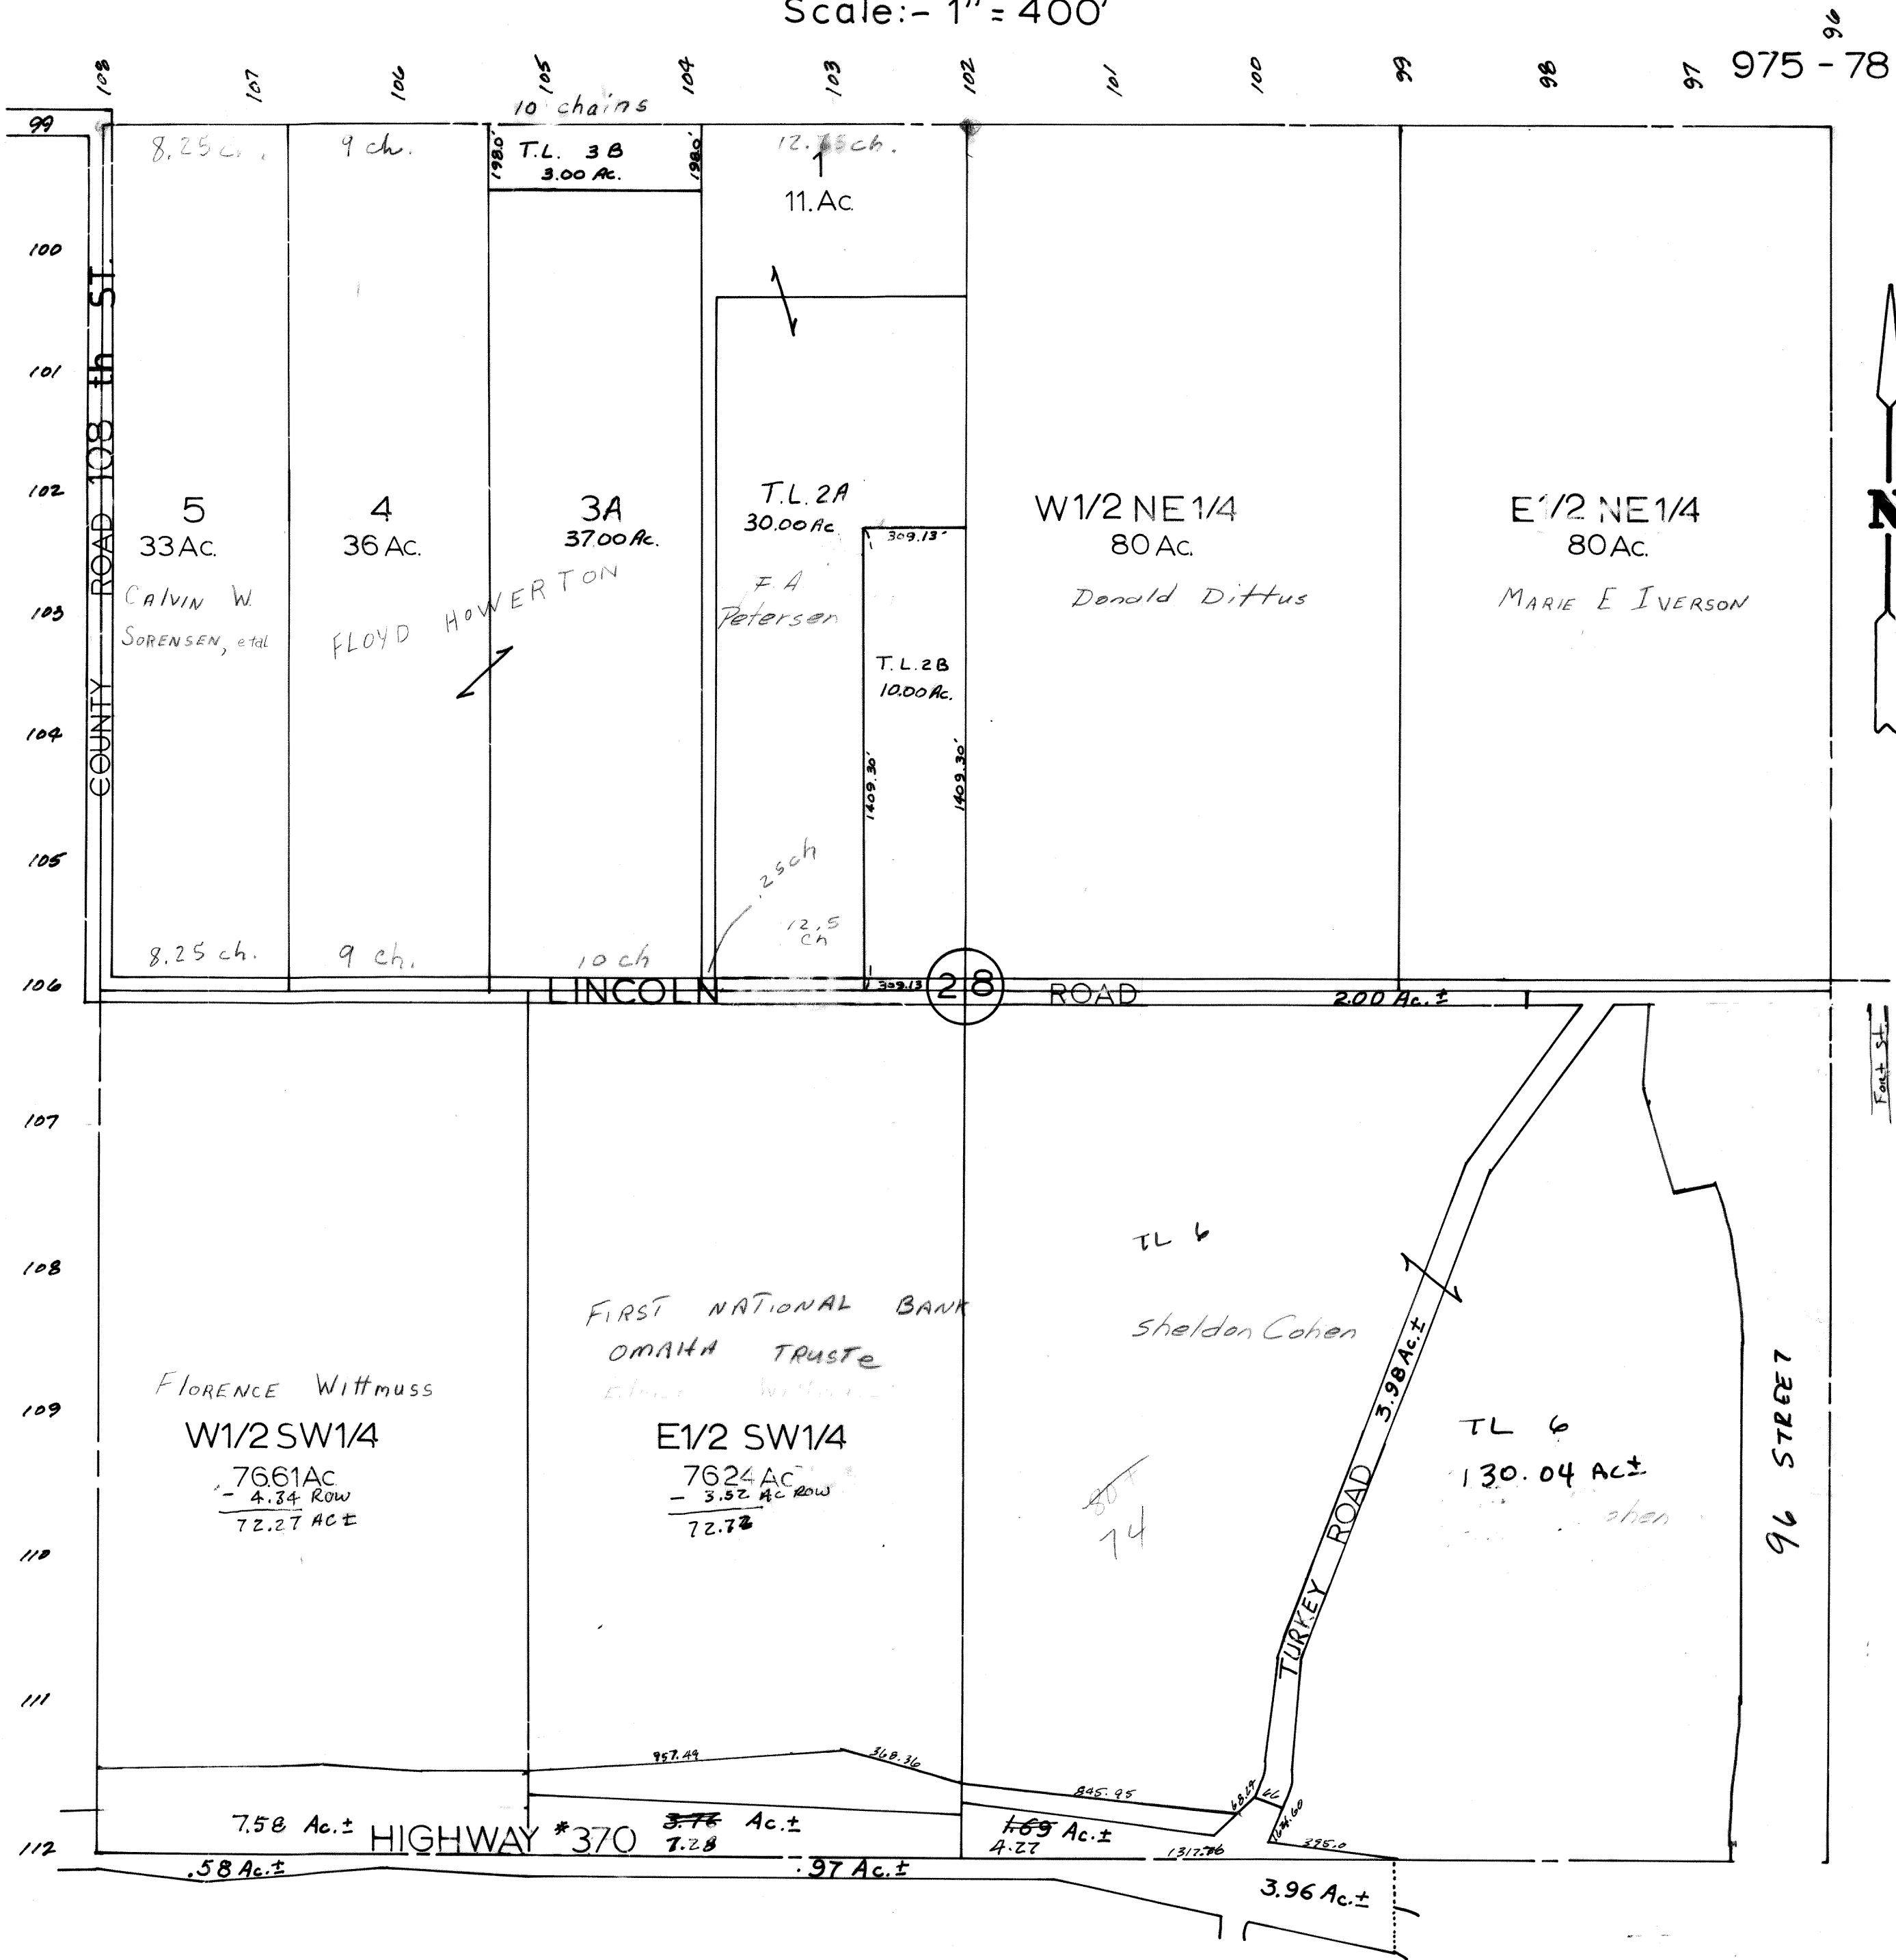 Scale:- 1" = 400'
975 - 78
108 107 106 105 104 103 102 101 100 99 98 97 96
10 chains
99
8.25 c
9 ch.
198.0'
T.L. 3B
3.00 Ac.
198.0'
ch.
11.Ac.
100
101
102
103
104
105
106
COUNTY ROAD 108 th ST.
5
33 Ac.
CALVIN W.
SORENSEN, etal
4
36 Ac.
FLOYD HOWERTON
3A
37.00 Ac.
T.L. 2A
30.00 Ac.
F. A
Petersen
309.13'
T.L. 2B
10.00 Ac.
1409.30'
1409.30'
W1/2 NE1/4
80 Ac.
Donald Dittus
E1/2 NE1/4
80 Ac.
MARIE E IVERSON
N
.25ch
12.5
ch
8.25 ch.
9 ch.
10 ch
LINCOLN
309.13
28
ROAD
2.00 Ac.±
Fort St.
107
108
109
110
111
112
TL 6
Sheldon Cohen
FIRST NATIONAL BANK
OMAHA TRUSTe
FLORENCE Wittmuss
W1/2 SW1/4
76.61 Ac.
- 4.34 ROW
72.27 AC±
E1/2 SW1/4
76.24 Ac
- 3.52 Ac ROW
72.72
80
74
TURKEY ROAD 3.98 Ac.±
TL 6
130.04 Ac±
ohen
96 STREET
957.49
368.36
845.95
68.29
66
395.0
7.58 Ac.±
HIGHWAY #370
3.76 Ac.±
7.28
1.69 Ac.±
4.27
1317.06
.58 Ac.±
.97 Ac.±
3.96 Ac.±